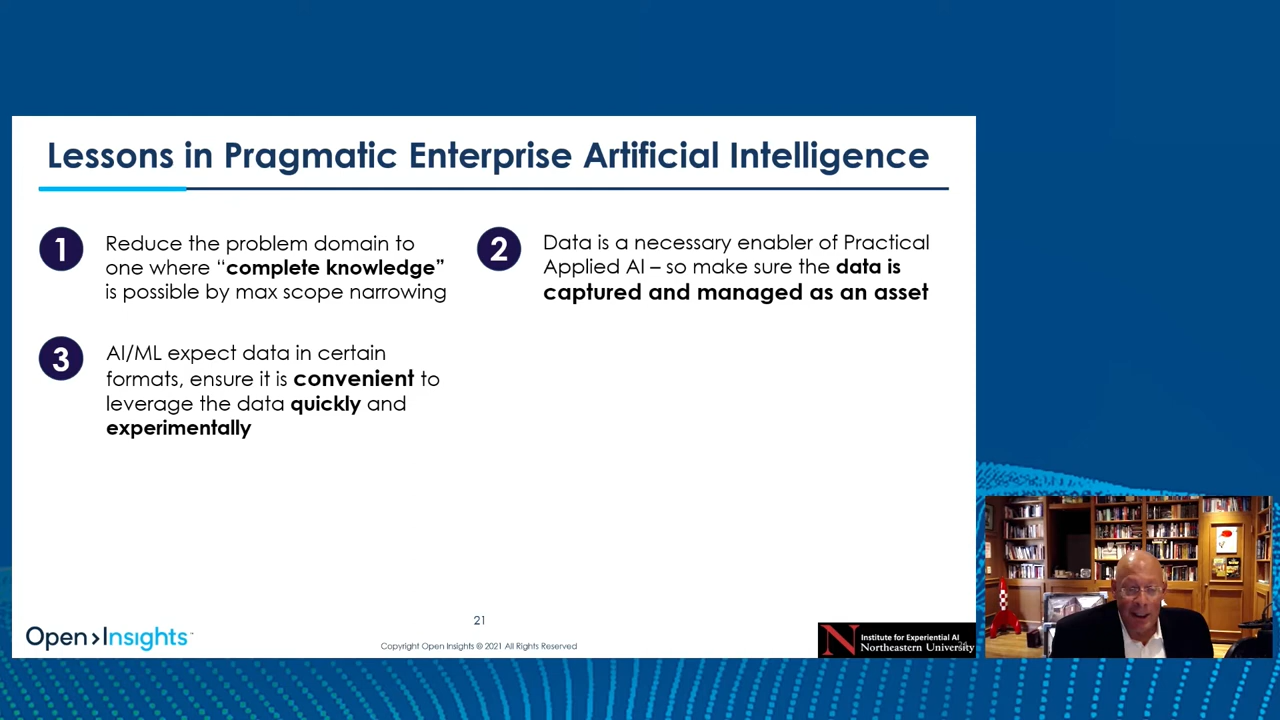 Lessons in Pragmatic Enterprise Artificial Intelligence
1
Reduce the problem domain to
one where “complete knowledge”
is possible by max scope narrowing
2
Data is a necessary enabler of Practical
Applied AI – so make sure the data is
captured and managed as an asset
3
AI/ML expect data in certain
formats, ensure it is convenient to
leverage the data quickly and
experimentally
21
Open>Insights
Copyright Open Insights © 2021 All Rights Reserved
N
Institute for Experiential AI
Northeastern University